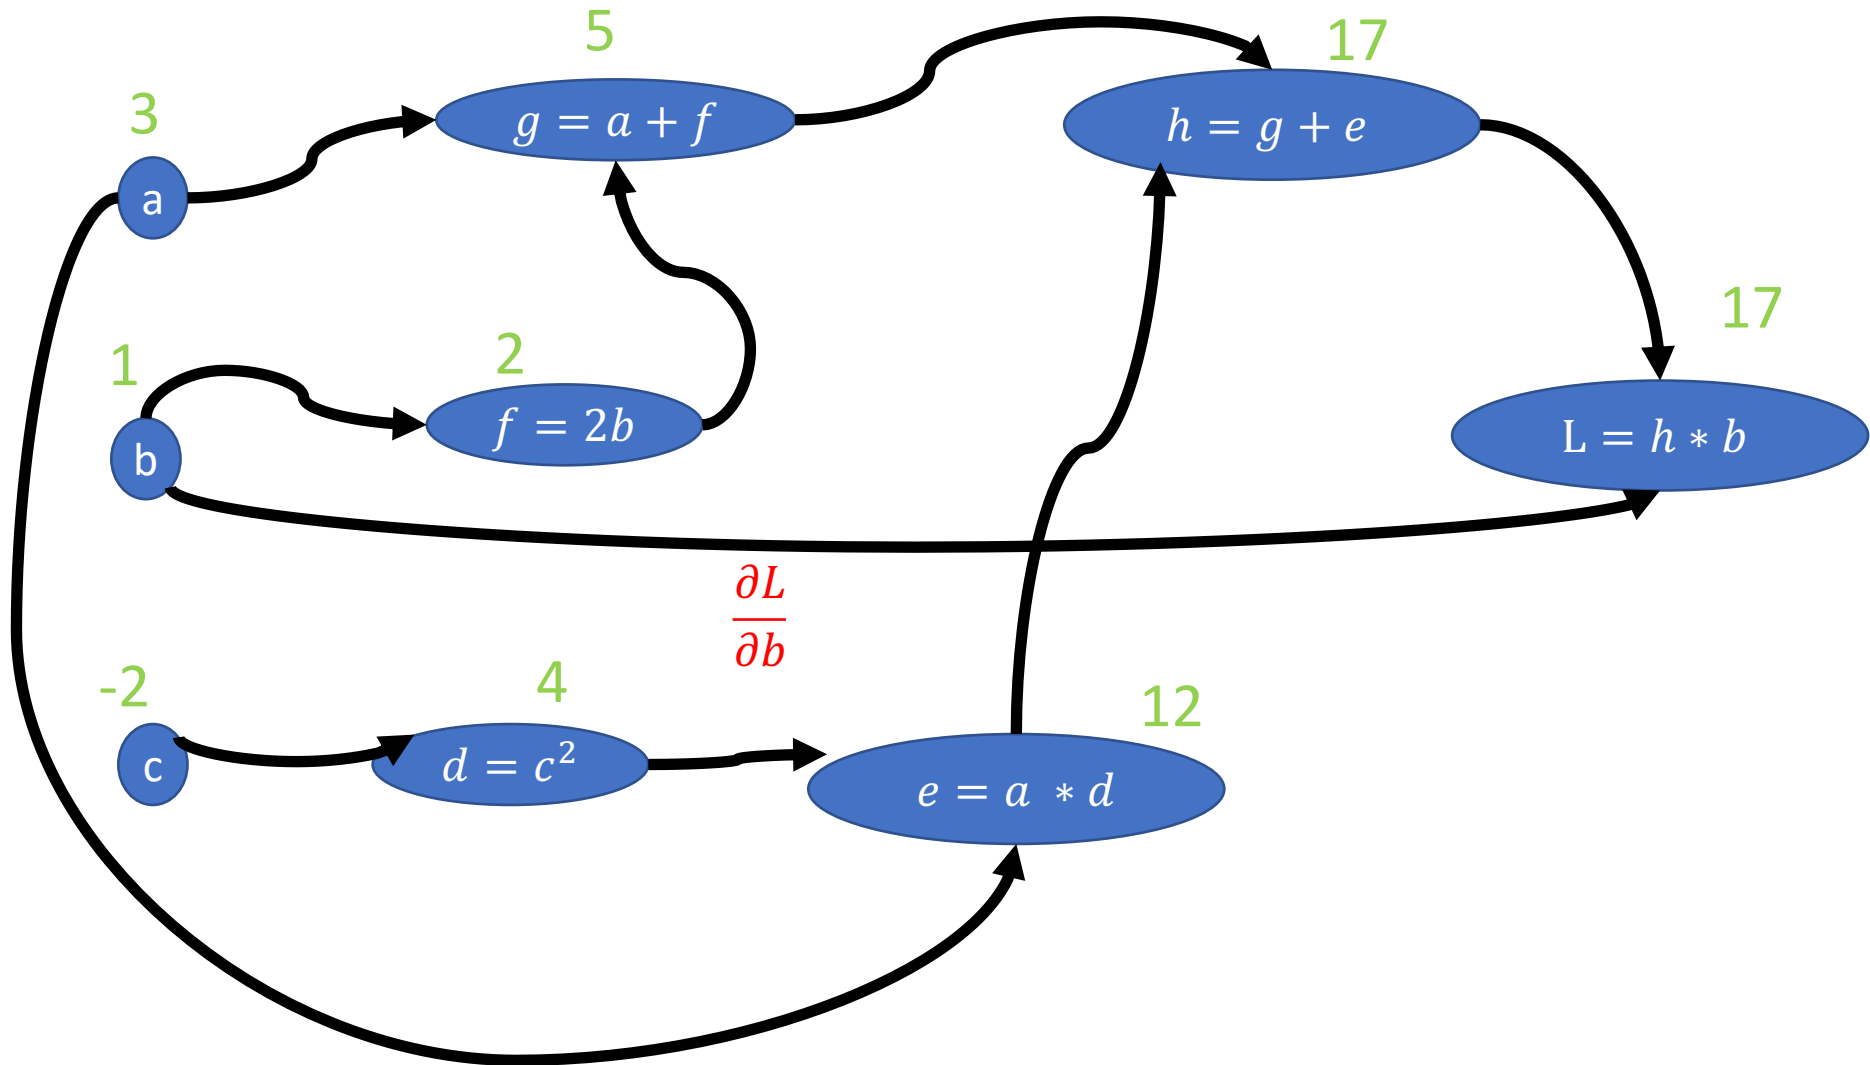 5
17
3
g = a + f
h = g + e
a
17
1
2
f = 2b
L = h ∗ b
b
∂L
∂b
-2
4
12
c
d = c²
e = a ∗ d